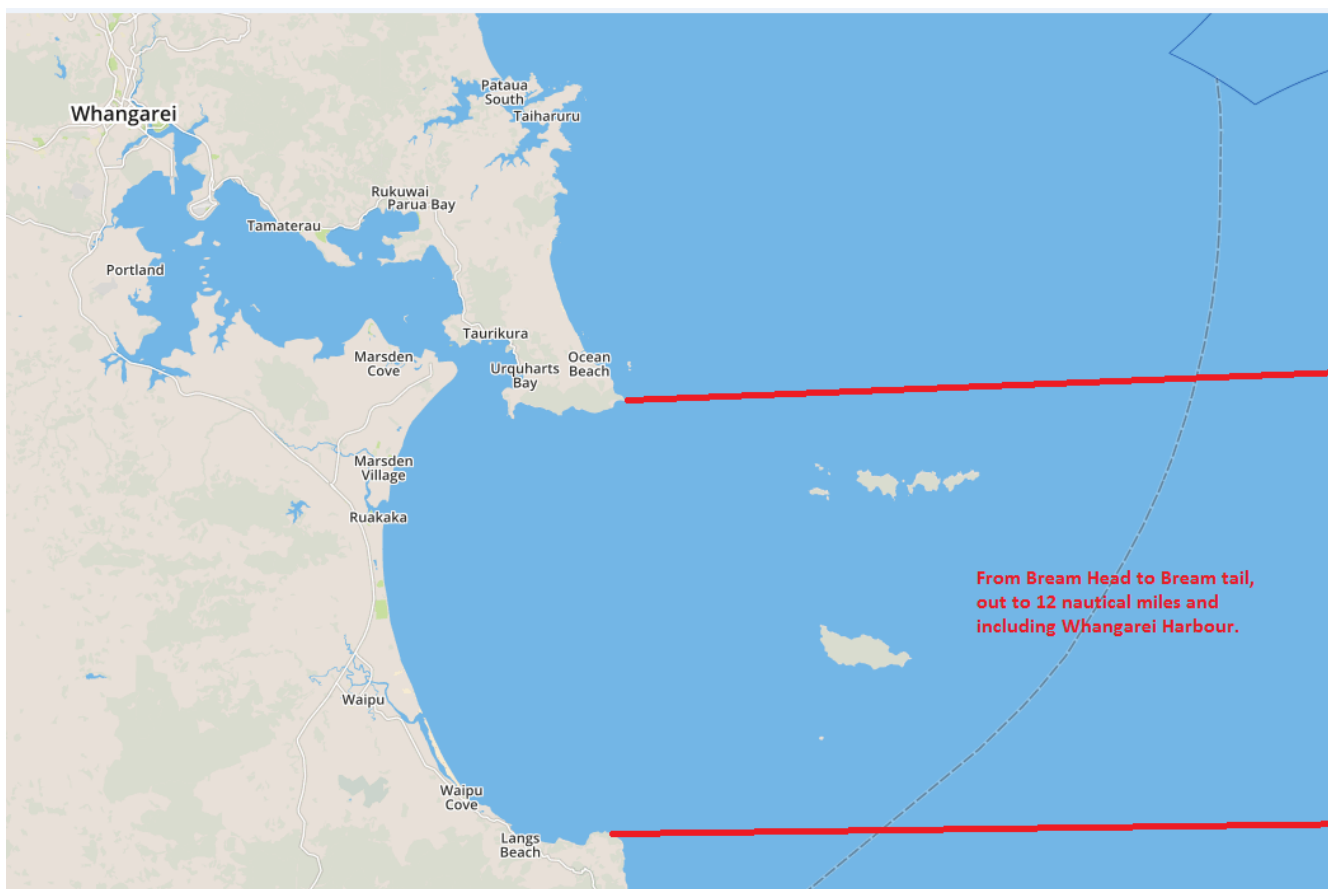 Pataua
South
Whangarei
Taiharuru
Rukuwai
Parua Bay
Tamaterau
Portland
Taurikura
Marsden
Cove
Urquharts
Bay
Ocean
Beach
Marsden
Village
Ruakaka
From Bream Head to Bream tail,
out to 12 nautical miles and
including Whangarei Harbour.
Waipu
Waipu
Cove
Langs
Beach